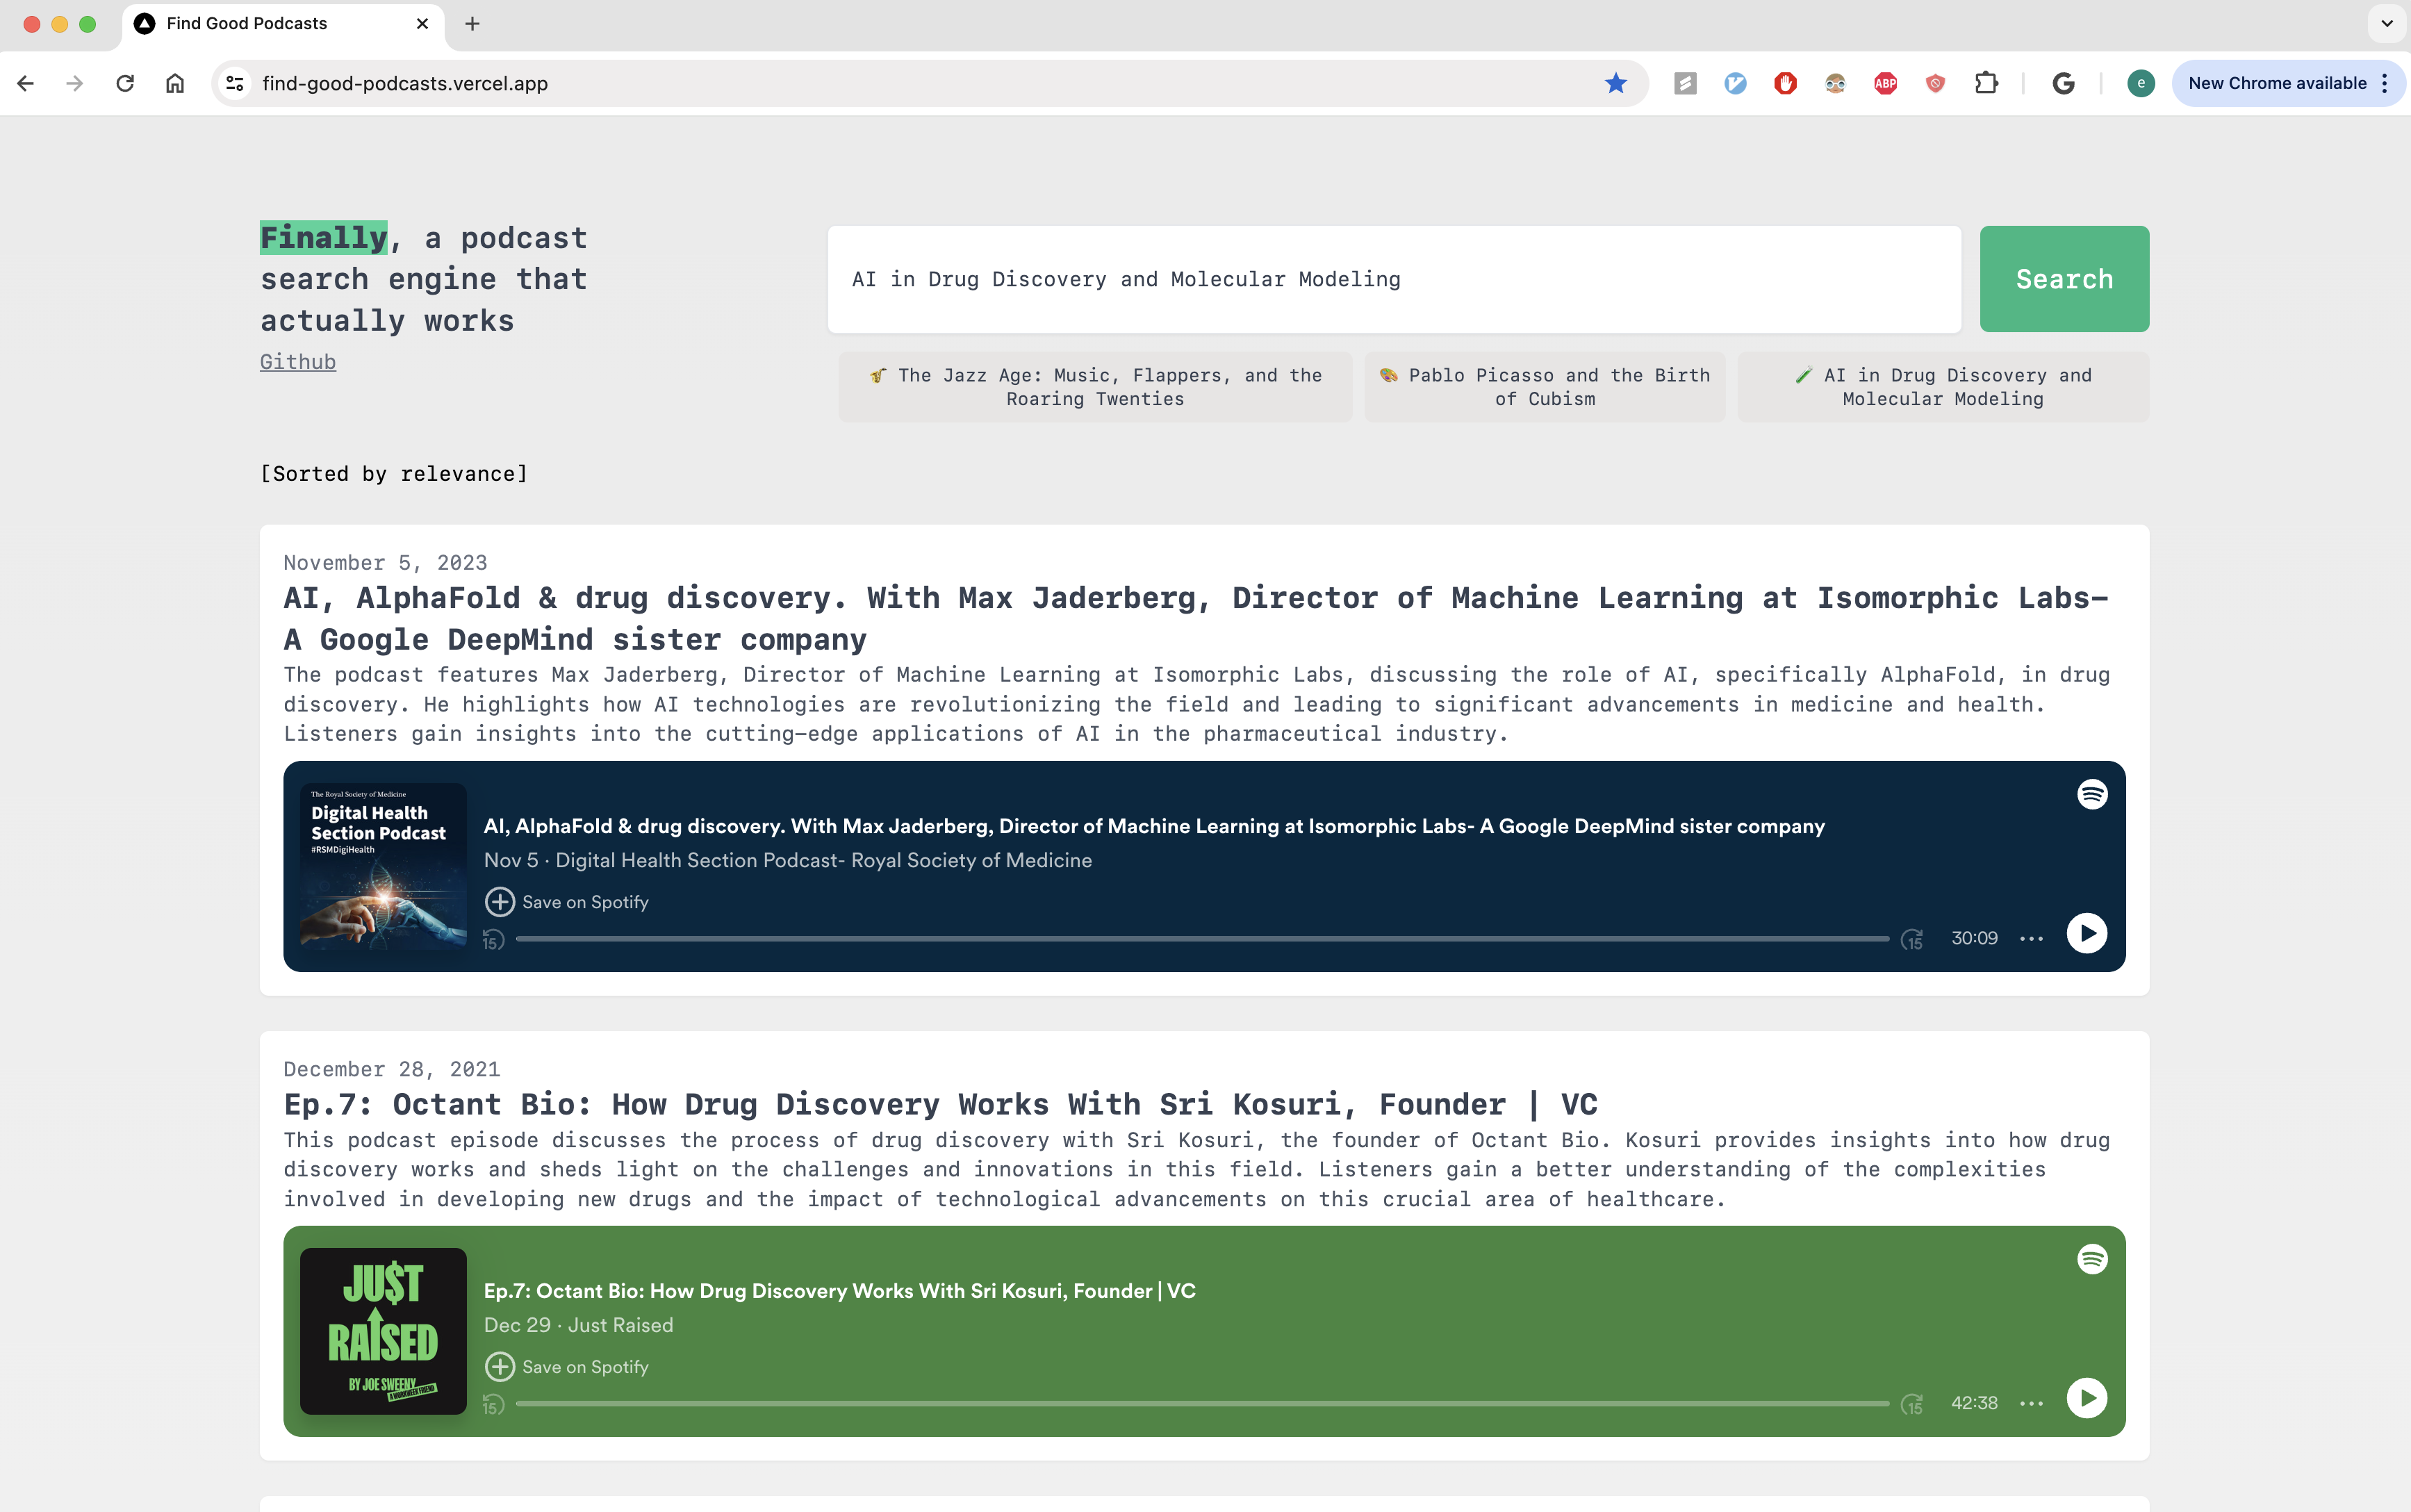 Find Good Podcasts
find-good-podcasts.vercel.app
ABP
e
New Chrome available
Finally, a podcast
search engine that
actually works
Github
AI in Drug Discovery and Molecular Modeling
Search
The Jazz Age: Music, Flappers, and the
Roaring Twenties
Pablo Picasso and the Birth
of Cubism
AI in Drug Discovery and
Molecular Modeling
[Sorted by relevance]
November 5, 2023
AI, AlphaFold & drug discovery. With Max Jaderberg, Director of Machine Learning at Isomorphic Labs-
A Google DeepMind sister company
The podcast features Max Jaderberg, Director of Machine Learning at Isomorphic Labs, discussing the role of AI, specifically AlphaFold, in drug
discovery. He highlights how AI technologies are revolutionizing the field and leading to significant advancements in medicine and health.
Listeners gain insights into the cutting-edge applications of AI in the pharmaceutical industry.
The Royal Society of Medicine
Digital Health
Section Podcast
#RSMDigiHealth
AI, AlphaFold & drug discovery. With Max Jaderberg, Director of Machine Learning at Isomorphic Labs- A Google DeepMind sister company
Nov 5 · Digital Health Section Podcast- Royal Society of Medicine
Save on Spotify
15
15
30:09
December 28, 2021
Ep.7: Octant Bio: How Drug Discovery Works With Sri Kosuri, Founder | VC
This podcast episode discusses the process of drug discovery with Sri Kosuri, the founder of Octant Bio. Kosuri provides insights into how drug
discovery works and sheds light on the challenges and innovations in this field. Listeners gain a better understanding of the complexities
involved in developing new drugs and the impact of technological advancements on this crucial area of healthcare.
JU$T
RAISED
BY JOE SWEENY
A WORKWEEK FRIEND
Ep.7: Octant Bio: How Drug Discovery Works With Sri Kosuri, Founder | VC
Dec 29 · Just Raised
Save on Spotify
15
15
42:38